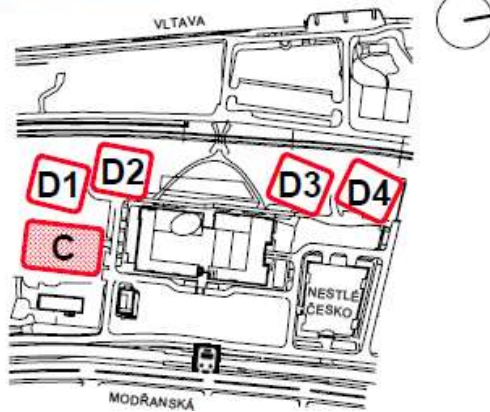 VLTAVA
D1
D2
D3
D4
C
NESTLÉ
ČESKO
MODŘANSKÁ